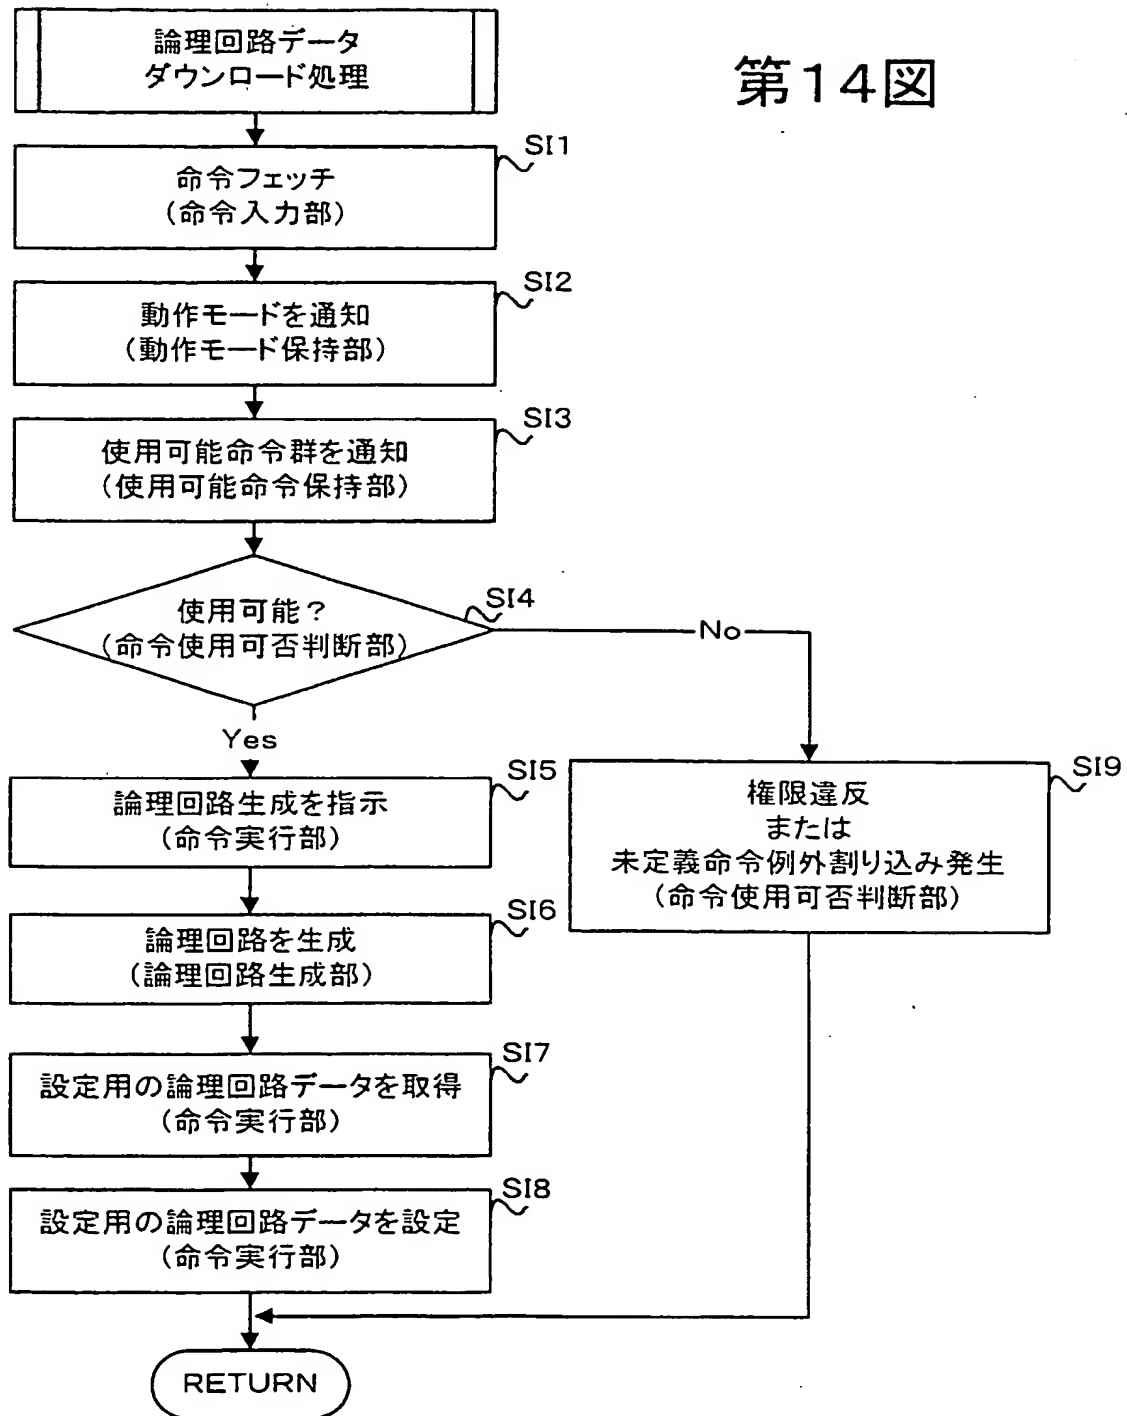 第14図
論理回路データ
ダウンロード処理
SI1
命令フェッチ
(命令入力部)
SI2
動作モードを通知
(動作モード保持部)
SI3
使用可能命令群を通知
(使用可能命令保持部)
SI4
使用可能?
(命令使用可否判断部)
No
Yes
SI5
論理回路生成を指示
(命令実行部)
SI9
権限違反
または
未定義命令例外割り込み発生
(命令使用可否判断部)
SI6
論理回路を生成
(論理回路生成部)
SI7
設定用の論理回路データを取得
(命令実行部)
SI8
設定用の論理回路データを設定
(命令実行部)
RETURN